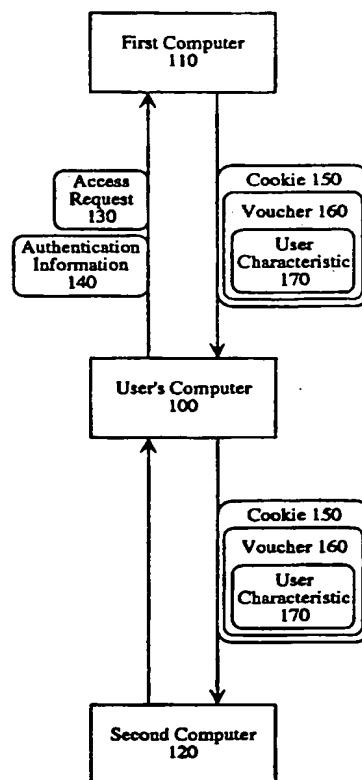 First Computer
110
Access
Request
130
Authentication
Information
140
Cookie 150
Voucher 160
User
Characteristic
170
User's Computer
100
Cookie 150
Voucher 160
User
Characteristic
170
Second Computer
120